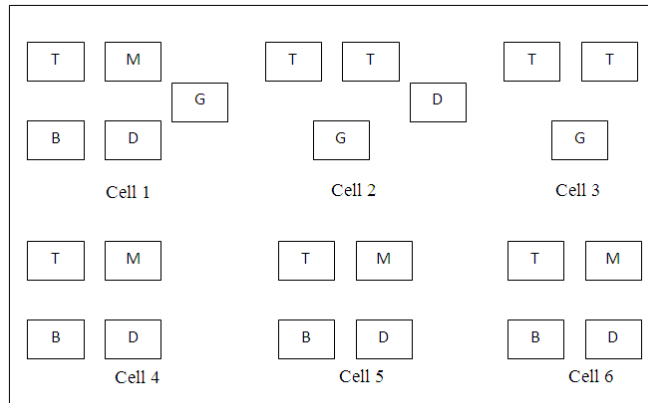 T M T T T T
G D
B D G G
Cell 1 Cell 2 Cell 3
T M T M T M
B D B D B D
Cell 4 Cell 5 Cell 6